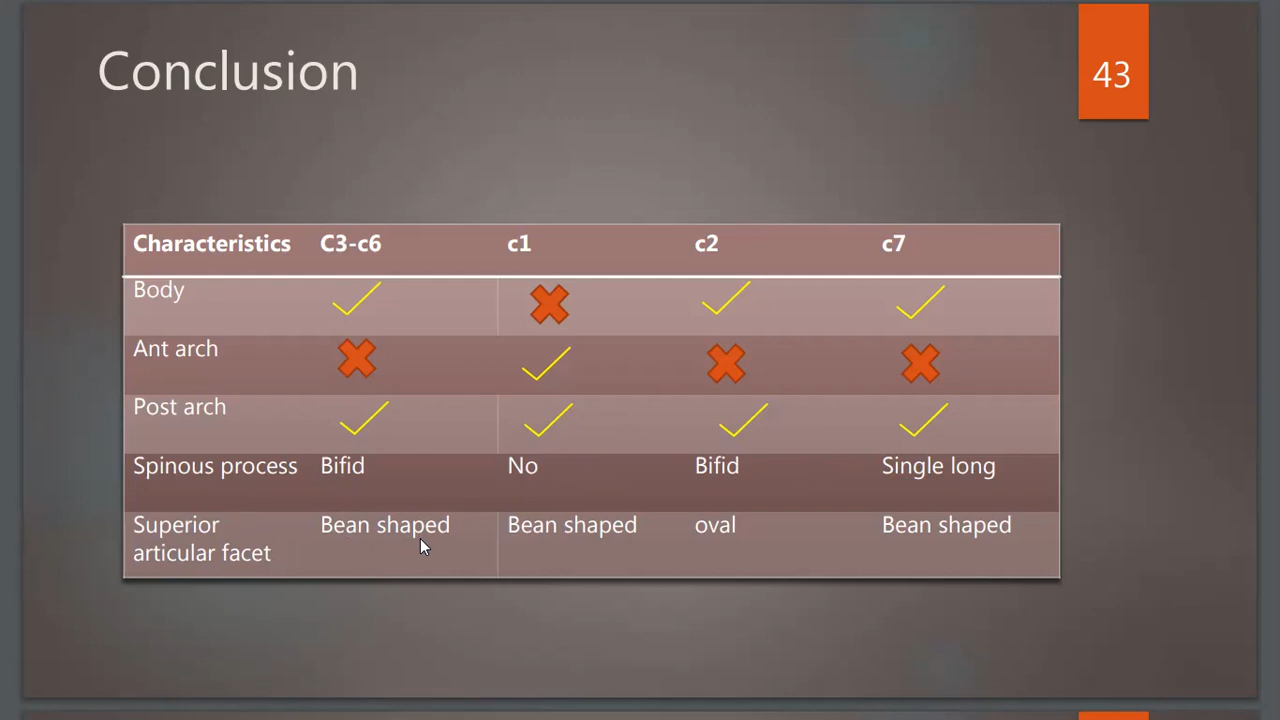 Conclusion
43
Characteristics C3-c6 c1 c2 c7
Body
Ant arch
Post arch
Spinous process Bifid No Bifid Single long
Superior Bean shaped Bean shaped oval Bean shaped
articular facet